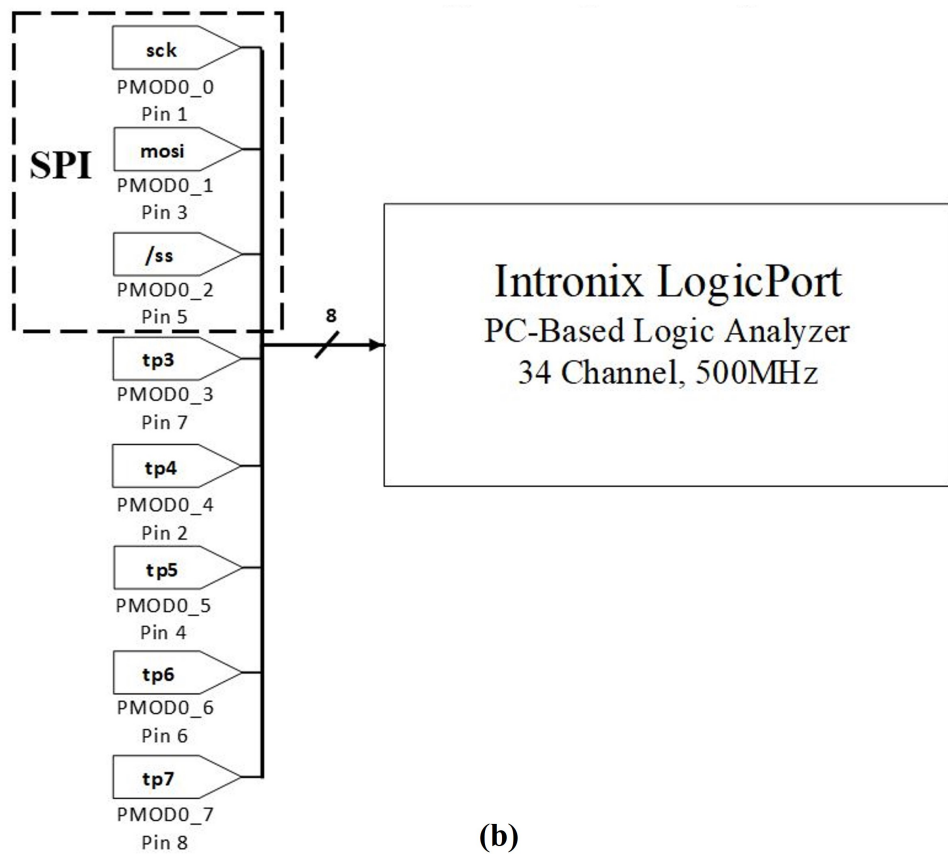 sck
PMOD0_0
Pin 1
SPI
mosi
PMOD0_1
Pin 3
/ss
PMOD0_2
Pin 5
8
tp3
PMOD0_3
Pin 7
tp4
PMOD0_4
Pin 2
tp5
PMOD0_5
Pin 4
tp6
PMOD0_6
Pin 6
tp7
PMOD0_7
Pin 8
Intronix LogicPort
PC-Based Logic Analyzer
34 Channel, 500MHz
(b)